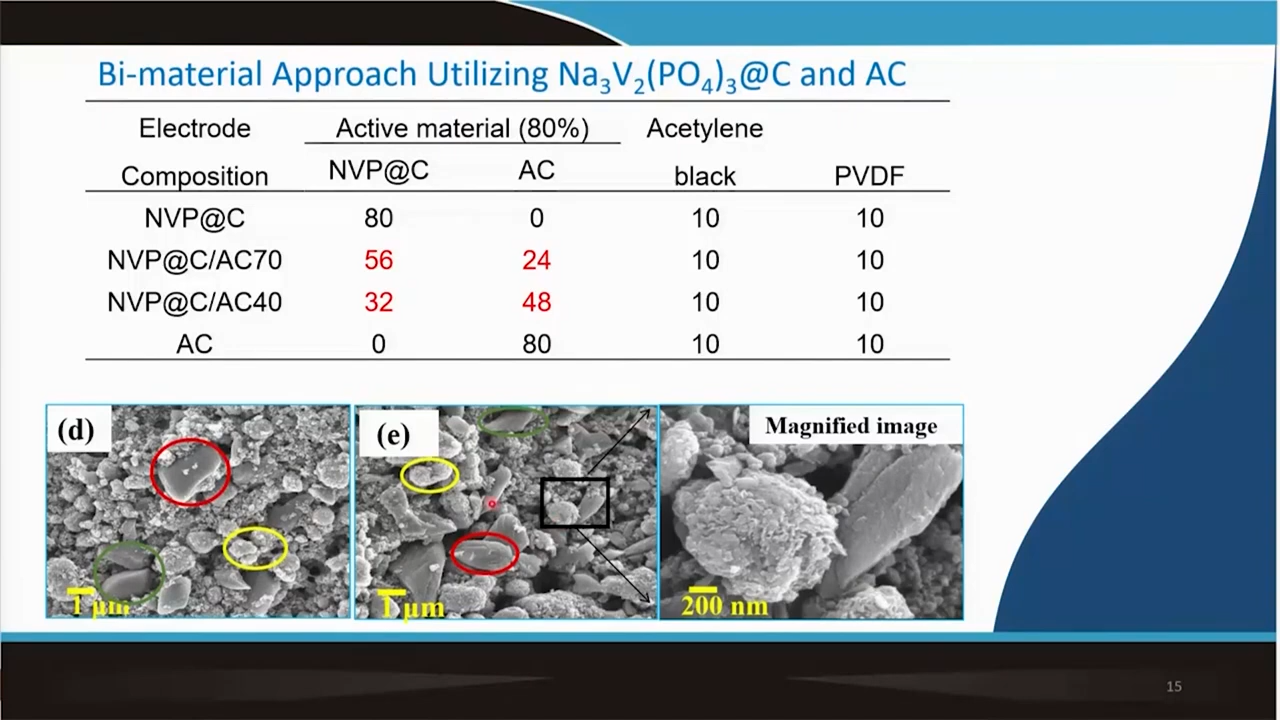 Bi-material Approach Utilizing Na₃V₂(PO₄)₃@C and AC
Electrode Active material (80%) Acetylene
Composition NVP@C AC black PVDF
NVP@C 80 0 10 10
NVP@C/AC70 56 24 10 10
NVP@C/AC40 32 48 10 10
AC 0 80 10 10
(d) (e) Magnified image
1 μm 1 μm 200 nm
15